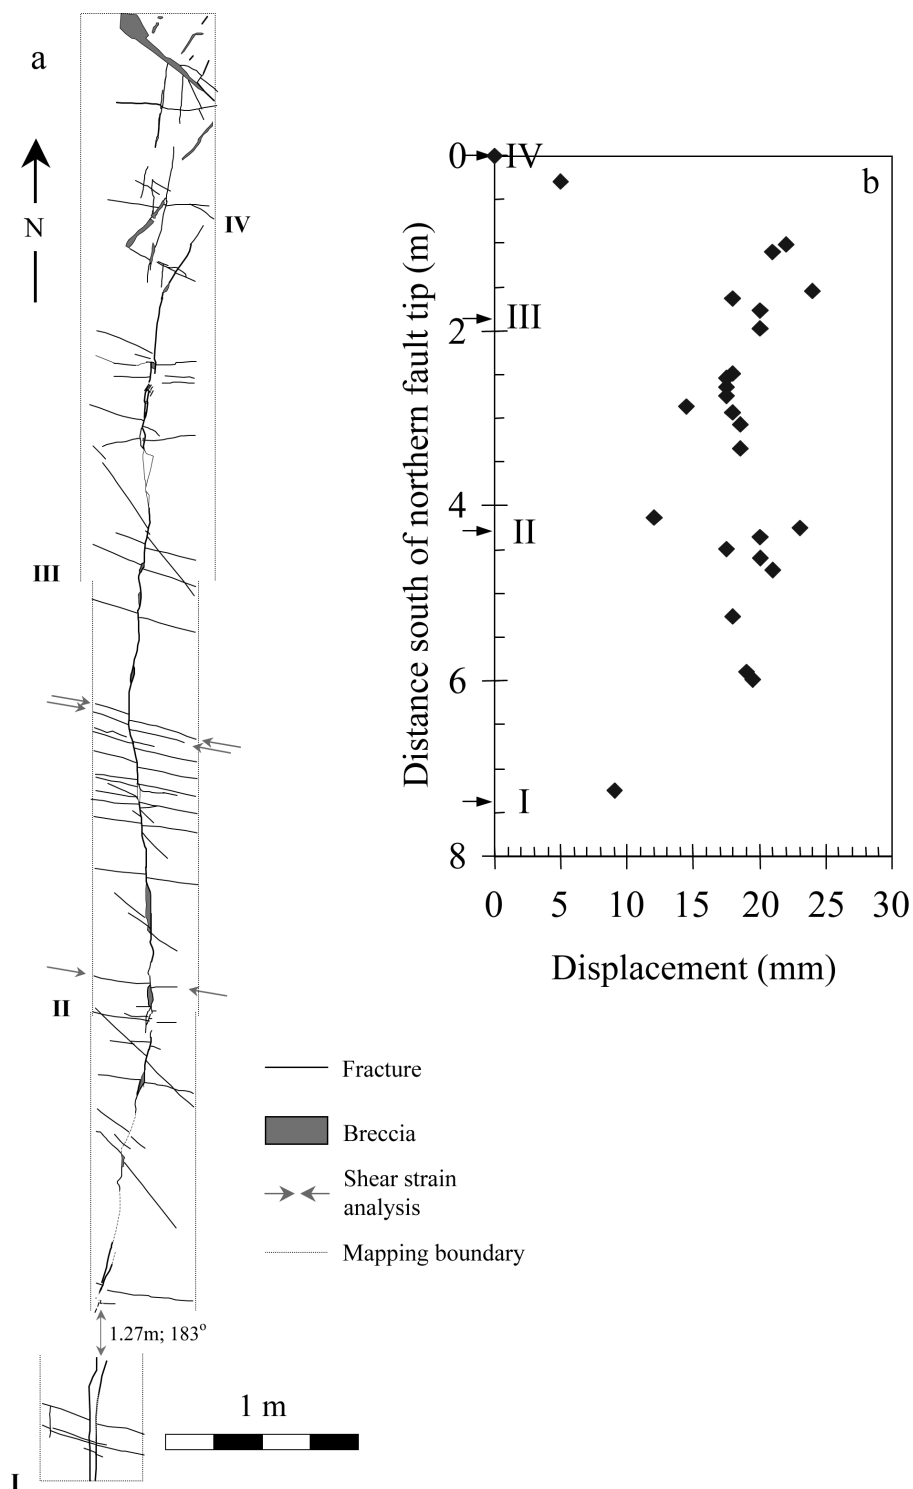 a
N
IV
III
II
I
Fracture
Breccia
Shear strain
analysis
Mapping boundary
1.27m; 183°
1 m
b
Distance south of northern fault tip (m)
0
IV
III
2
4
II
6
I
8
0 5 10 15 20 25 30
Displacement (mm)